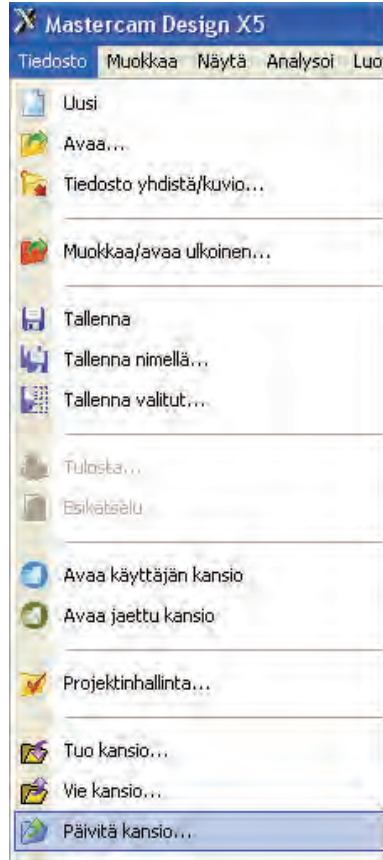 Mastercam Design X5
Tiedosto Muokkaa Näytä Analysoi Luo
Uusi
Avaa...
Tiedosto yhdistä/kuvio...
Muokkaa/avaa ulkoinen...
Tallenna
Tallenna nimellä...
Tallenna valitut...
Tulosta...
Esikatselu
Avaa käyttäjän kansio
Avaa jaettu kansio
Projektinhallinta...
Tuo kansio...
Vie kansio...
Päivitä kansio...